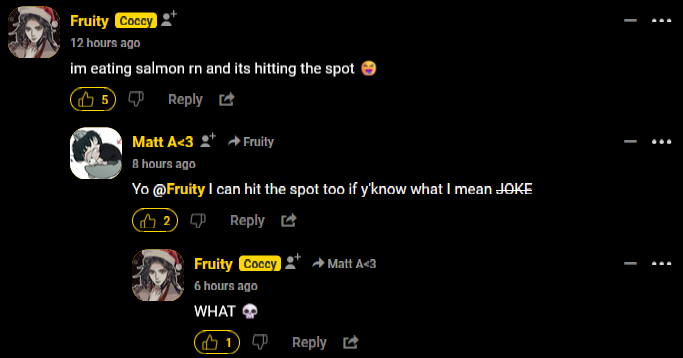 Fruity Coccy
12 hours ago
im eating salmon rn and its hitting the spot 😝
5 Reply
Matt A<3 Fruity
8 hours ago
Yo @Fruity I can hit the spot too if y'know what I mean JOKE
2 Reply
Fruity Coccy Matt A<3
6 hours ago
WHAT 💀
1 Reply